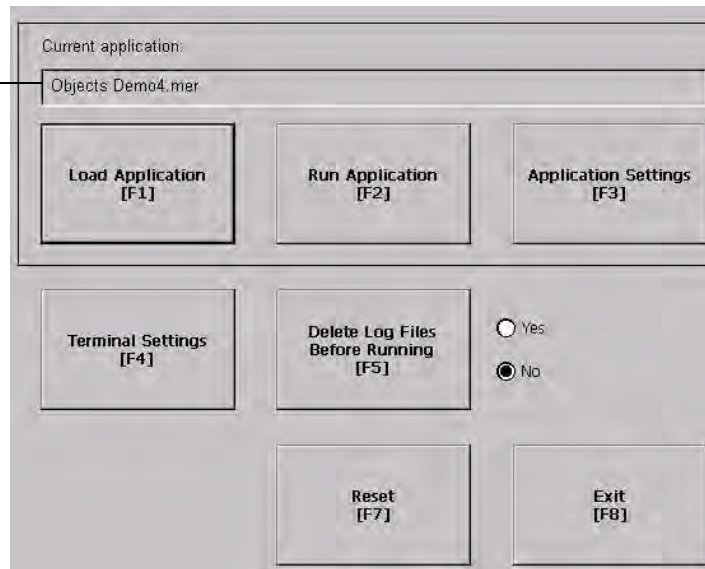 Current application:
Objects Demo4.mer
Load Application
[F1]
Run Application
[F2]
Application Settings
[F3]
Terminal Settings
[F4]
Delete Log Files
Before Running
[F5]
Yes
No
Reset
[F7]
Exit
[F8]